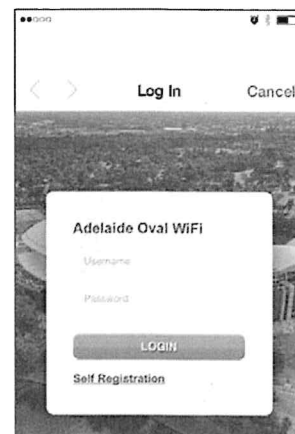 Log In
Cancel
Adelaide Oval WiFi
Username
Password
LOGIN
Self Registration